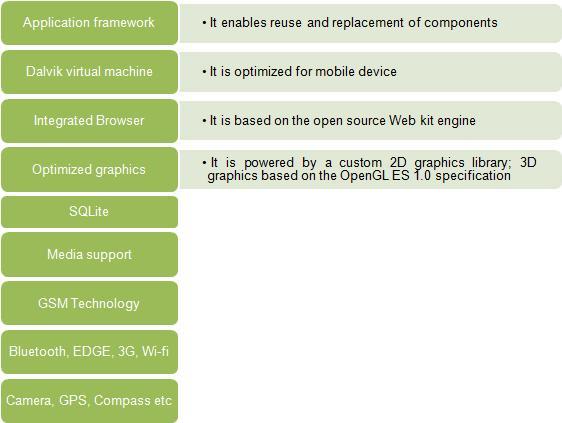 Application framework
• It enables reuse and replacement of components
Dalvik virtual machine
• It is optimized for mobile device
Integrated Browser
• It is based on the open source Web kit engine
Optimized graphics
• It is powered by a custom 2D graphics library; 3D
graphics based on the OpenGL ES 1.0 specification
SQLite
Media support
GSM Technology
Bluetooth, EDGE, 3G, Wi-fi
Camera, GPS, Compass etc